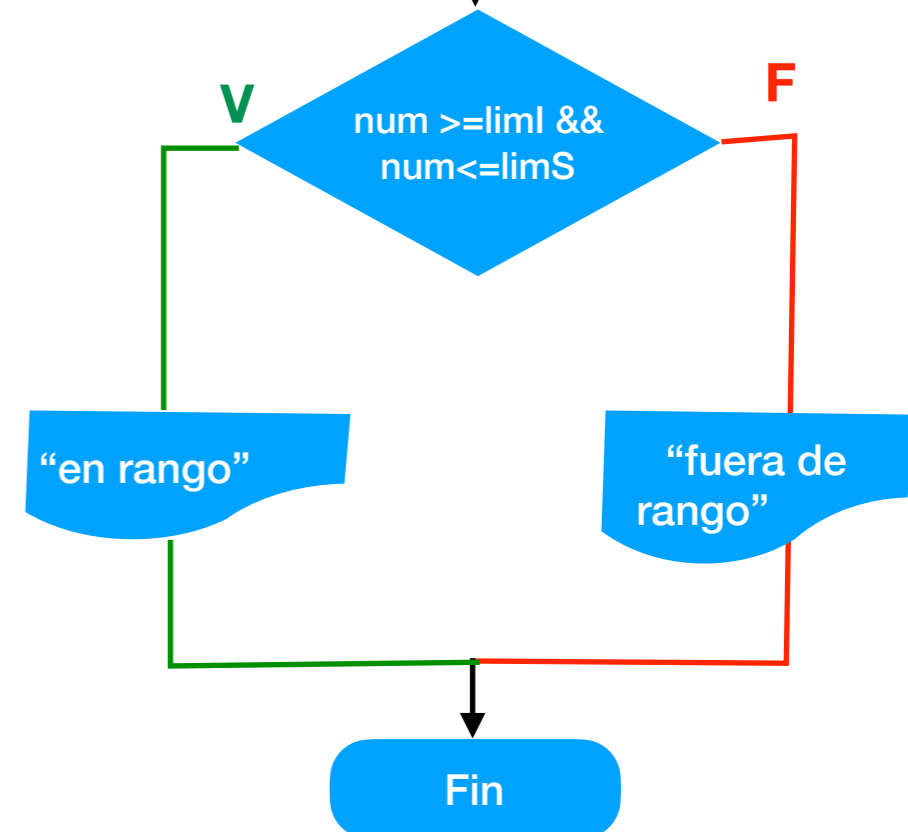 V
F
num >=limI &&
num<=limS
“en rango”
“fuera de
rango”
Fin